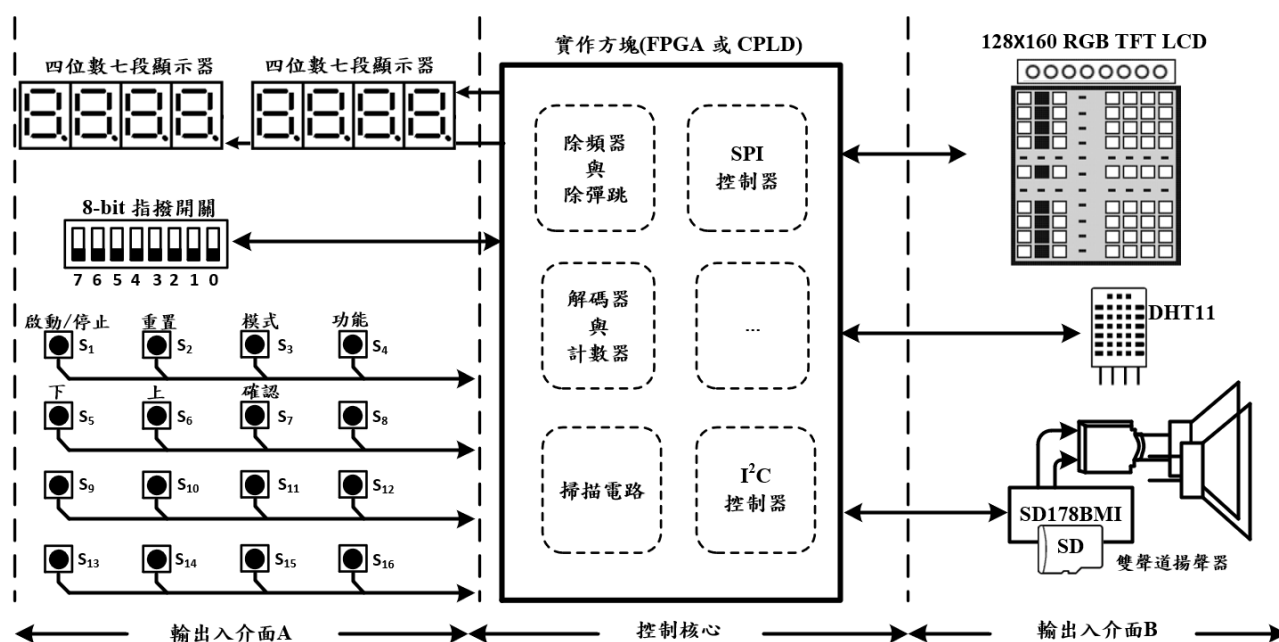 實作方塊(FPGA 或 CPLD)
128X160 RGB TFT LCD
四位數七段顯示器
四位數七段顯示器
除頻器
與
除彈跳
SPI
控制器
8-bit 指撥開關
7 6 5 4 3 2 1 0
解碼器
與
計數器
...
DHT11
啟動/停止
重置
模式
功能
S1
S2
S3
S4
下
上
確認
S5
S6
S7
S8
掃描電路
I²C
控制器
S9
S10
S11
S12
SD178BMI
SD
雙聲道揚聲器
S13
S14
S15
S16
輸出入介面A
控制核心
輸出入介面B